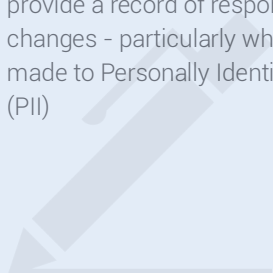 provide a record of respo
changes - particularly wh
made to Personally Identi
(PII)